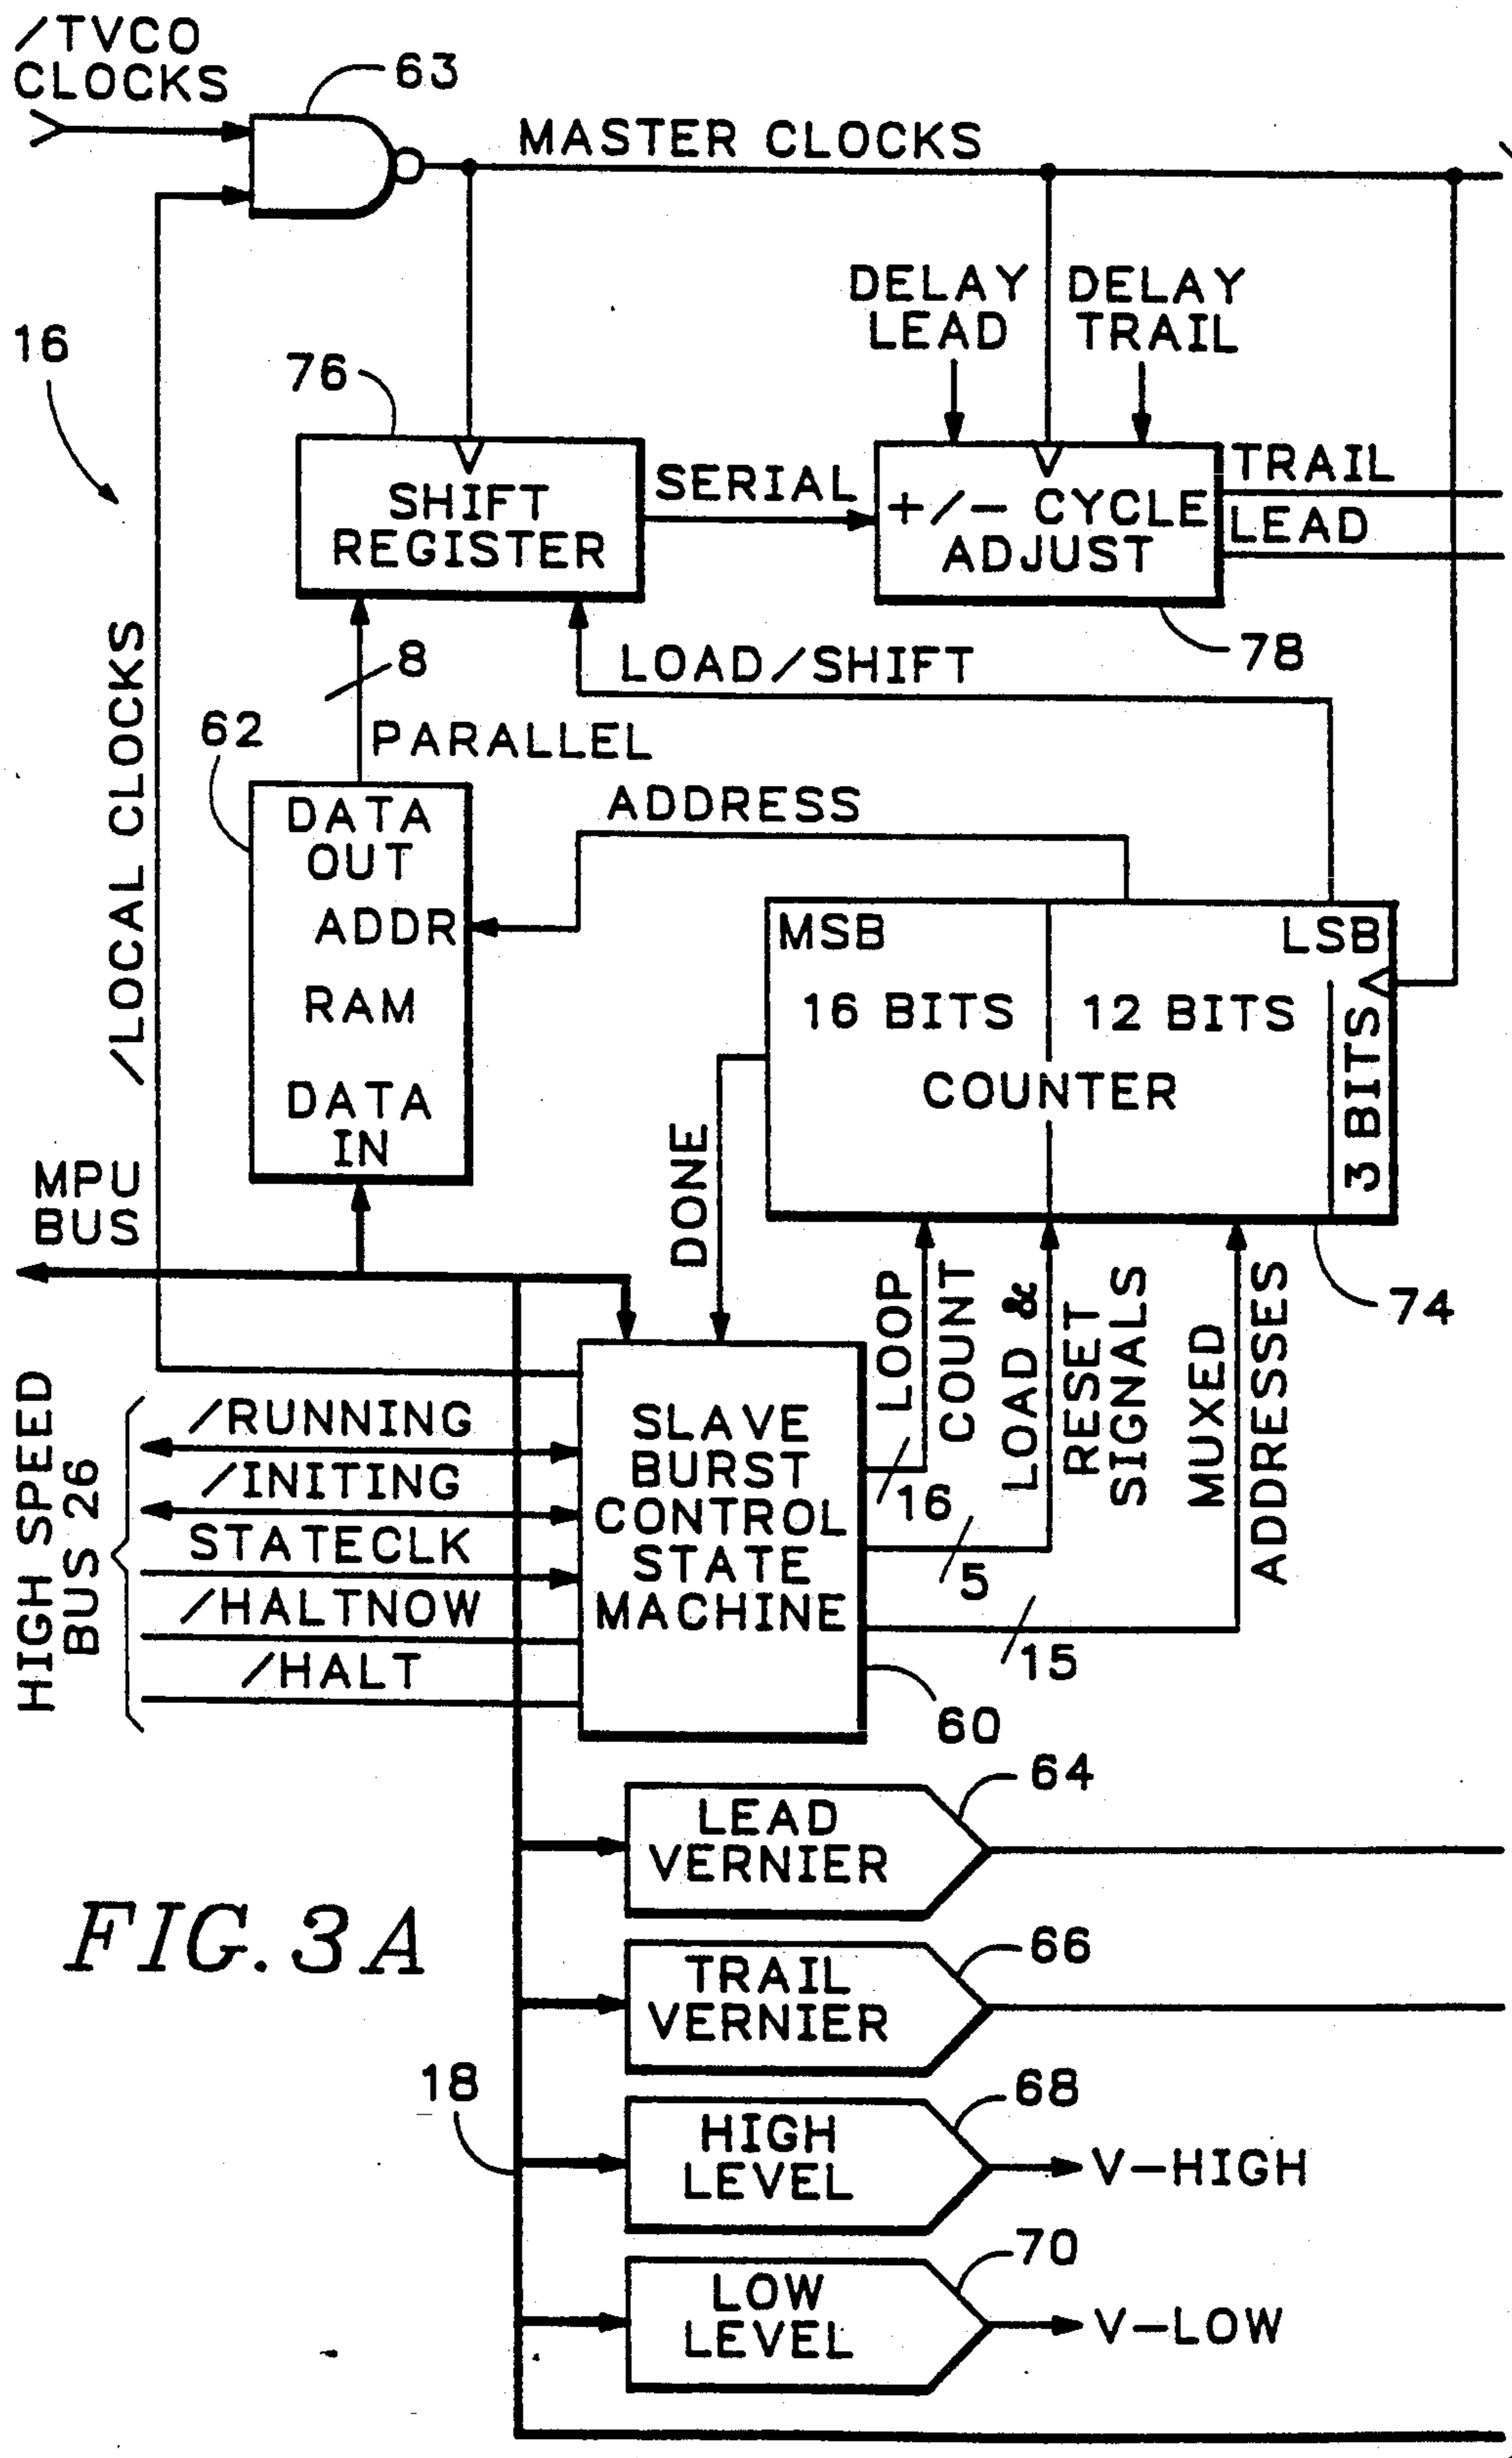 /TVCO
CLOCKS
63
MASTER CLOCKS
16
DELAY
LEAD
DELAY
TRAIL
76
SHIFT
REGISTER
SERIAL
+/- CYCLE
ADJUST
TRAIL
LEAD
78
LOAD/SHIFT
8
PARALLEL
/LOCAL CLOCKS
62
DATA
OUT
ADDR
RAM
DATA
IN
ADDRESS
MSB
LSB
16 BITS
12 BITS
3 BITS
COUNTER
74
MPU
BUS
DONE
LOOP
COUNT
LOAD &
RESET
SIGNALS
MUXED
ADDRESSES
16
5
15
HIGH SPEED
BUS 26
/RUNNING
/INITING
STATECLK
/HALTNOW
/HALT
SLAVE
BURST
CONTROL
STATE
MACHINE
60
LEAD
VERNIER
64
TRAIL
VERNIER
66
FIG. 3A
18
HIGH
LEVEL
68
V-HIGH
LOW
LEVEL
70
V-LOW